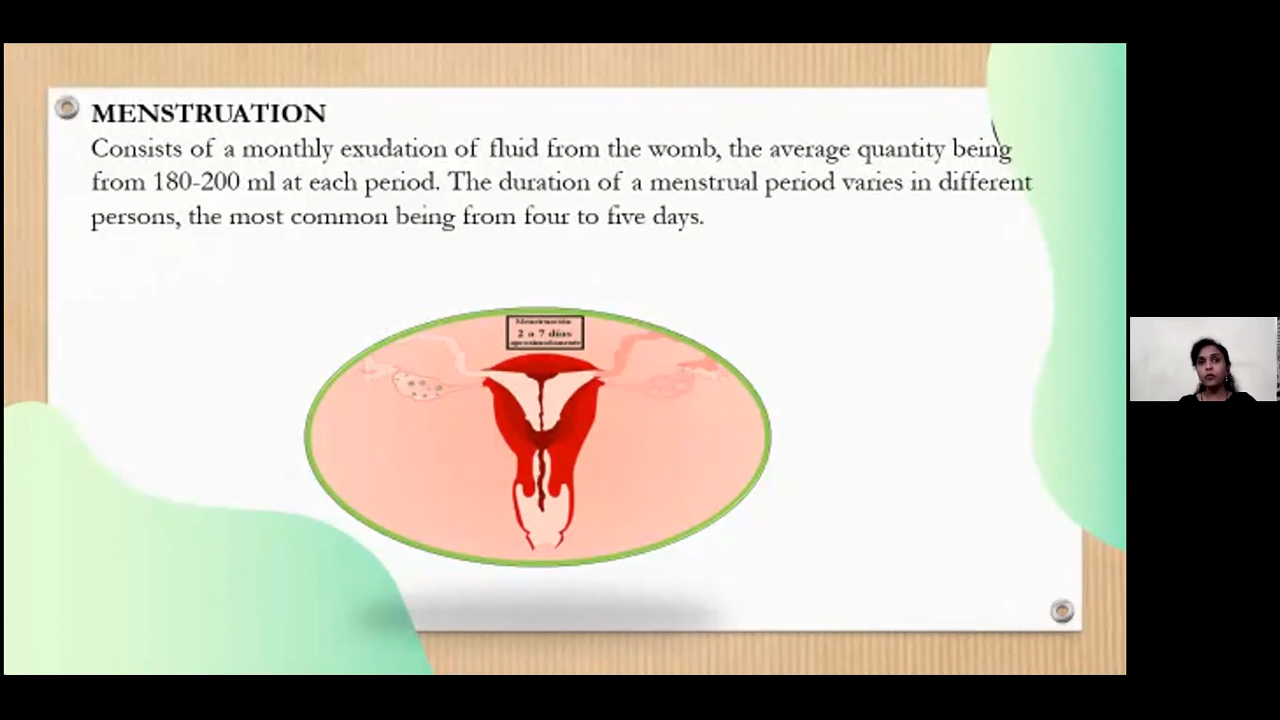 MENSTRUATION
Consists of a monthly exudation of fluid from the womb, the average quantity being
from 180-200 ml at each period. The duration of a menstrual period varies in different
persons, the most common being from four to five days.
Menstruación
2 a 7 días
aproximadamente